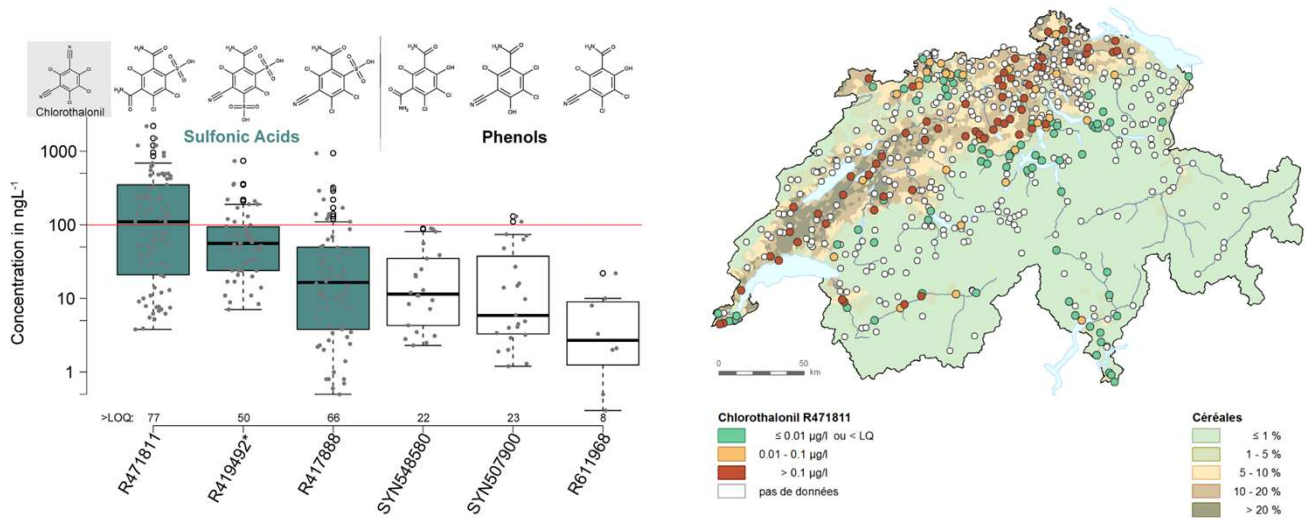 Chlorothalonil
Sulfonic Acids
Phenols
Concentration in ngL⁻¹
1000
100
10
1
>LOQ: 77 50 66 22 23 8
R471811
R419492*
R417888
SYN548580
SYN507900
R611968
0 50
km
Chlorothalonil R471811
≤ 0.01 µg/l ou < LQ
0.01 - 0.1 µg/l
> 0.1 µg/l
pas de données
Céréales
≤ 1 %
1 - 5 %
5 - 10 %
10 - 20 %
> 20 %